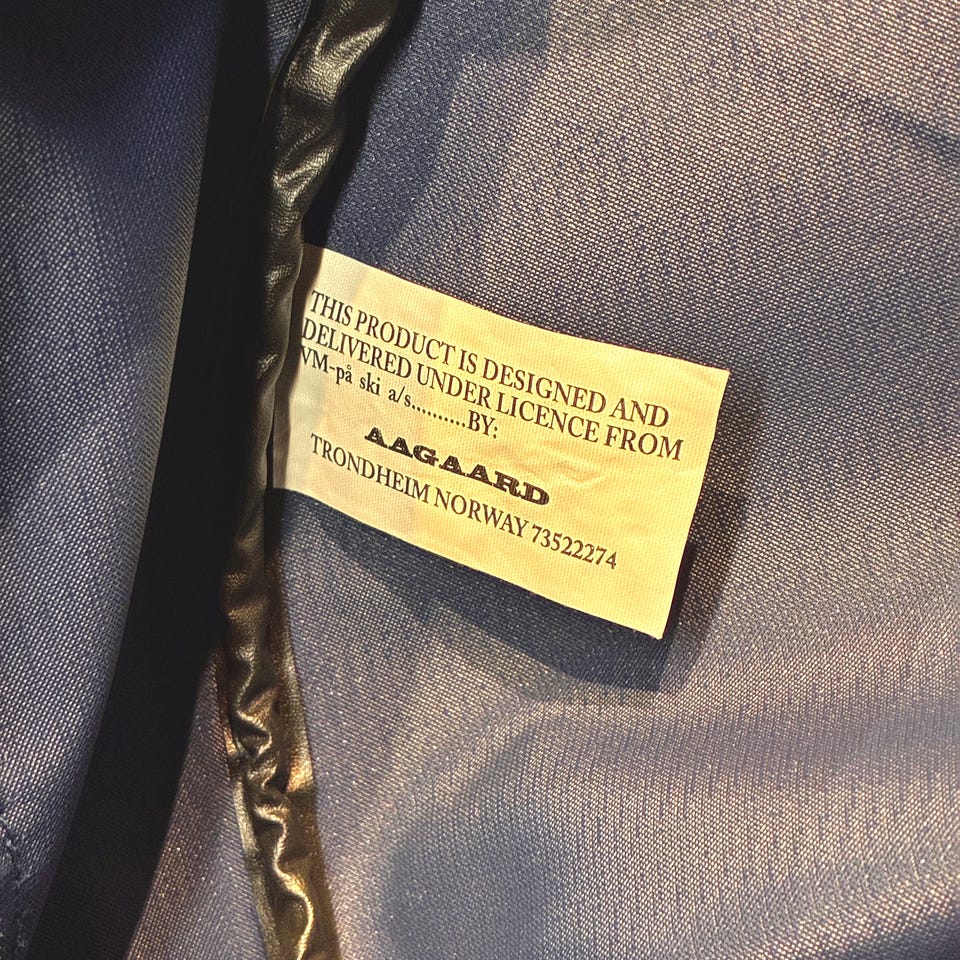 THIS PRODUCT IS DESIGNED AND
DELIVERED UNDER LICENCE FROM
VM-på ski a/s..........BY:
AAGAARD
TRONDHEIM NORWAY 73522274